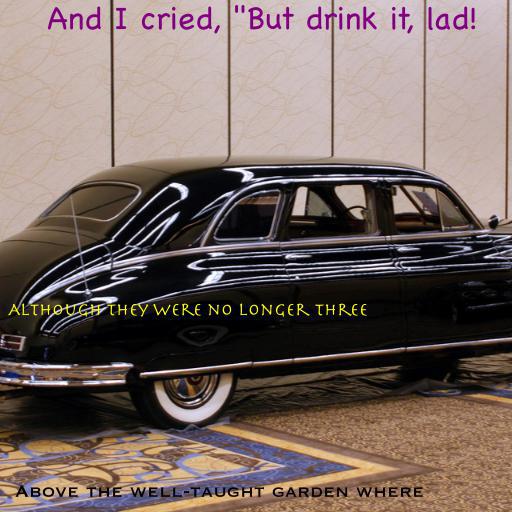 And I cried, "But drink it, lad!
Although they were no longer three
Above the well-taught garden where